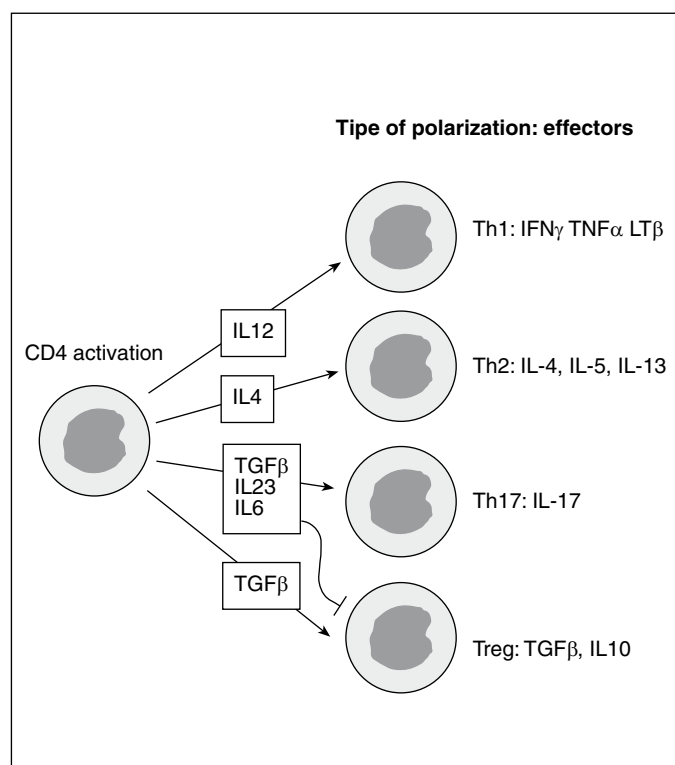 Tipe of polarization: effectors
Th1: IFNγ TNFα LTβ
IL12
CD4 activation
Th2: IL-4, IL-5, IL-13
IL4
TGFβ
IL23
IL6
Th17: IL-17
TGFβ
Treg: TGFβ, IL10